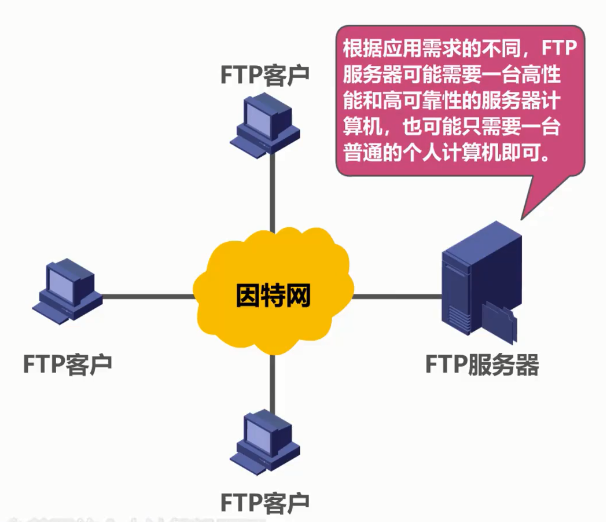 FTP客户
根据应用需求的不同，FTP
服务器可能需要一台高性
能和高可靠性的服务器计
算机，也可能只需要一台
普通的个人计算机即可。
因特网
FTP客户
FTP服务器
FTP客户